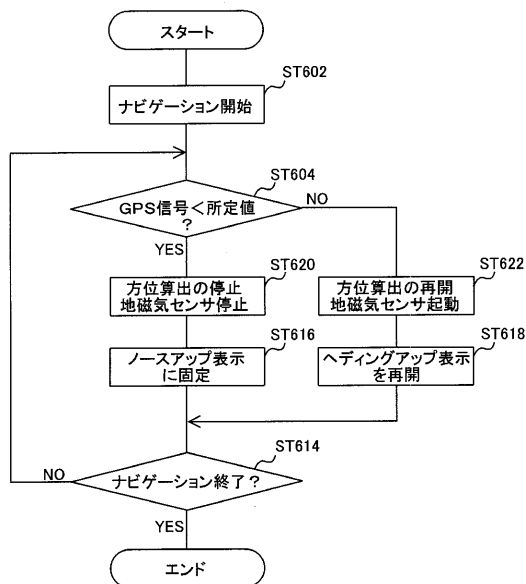 スタート
ST602
ナビゲーション開始
ST604
GPS信号<所定値
?
NO
YES
ST620
方位算出の停止
地磁気センサ停止
ST622
方位算出の再開
地磁気センサ起動
ST616
ノースアップ表示
に固定
ST618
ヘディングアップ表示
を再開
ST614
ナビゲーション終了?
NO
YES
エンド